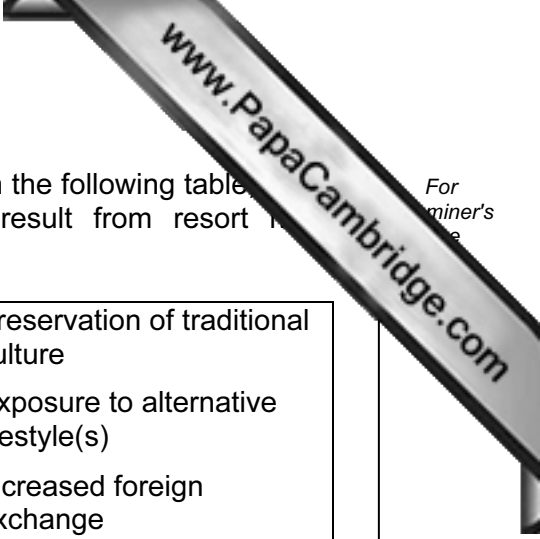 www.PapaCambridge.com
the following table,
result from resort
For
miner's
reservation of traditional
ulture
xposure to alternative
estyle(s)
creased foreign
xchange